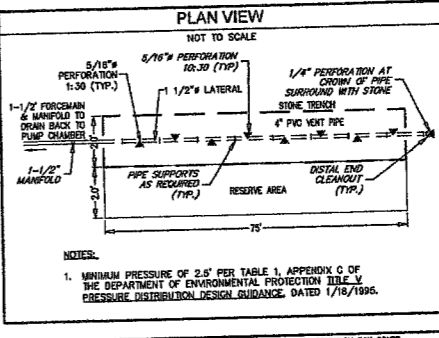 PLAN VIEW
NOT TO SCALE
5/16"ø
PERFORATION
1:30 (TYP.)
5/16"ø PERFORATION
10:30 (TYP)
1/4" PERFORATION AT
CROWN OF PIPE
SURROUND WITH STONE
1 1/2"ø LATERAL
STONE TRENCH
4" PVC VENT PIPE
1-1/2' FORCEMAIN
& MANIFOLD TO
DRAIN BACK TO
PUMP CHAMBER
2.0'
1-1/2"
MANIFOLD
2.0'
PIPE SUPPORTS
AS REQUIRED
(TYP.)
RESERVE AREA
DISTAL END
CLEANOUT
(TYP.)
75'
NOTES:
1. MINIMUM PRESSURE OF 2.5' PER TABLE 1, APPENDIX C OF
THE DEPARTMENT OF ENVIRONMENTAL PROTECTION TITLE V
PRESSURE DISTRIBUTION DESIGN GUIDANCE, DATED 1/18/1995.